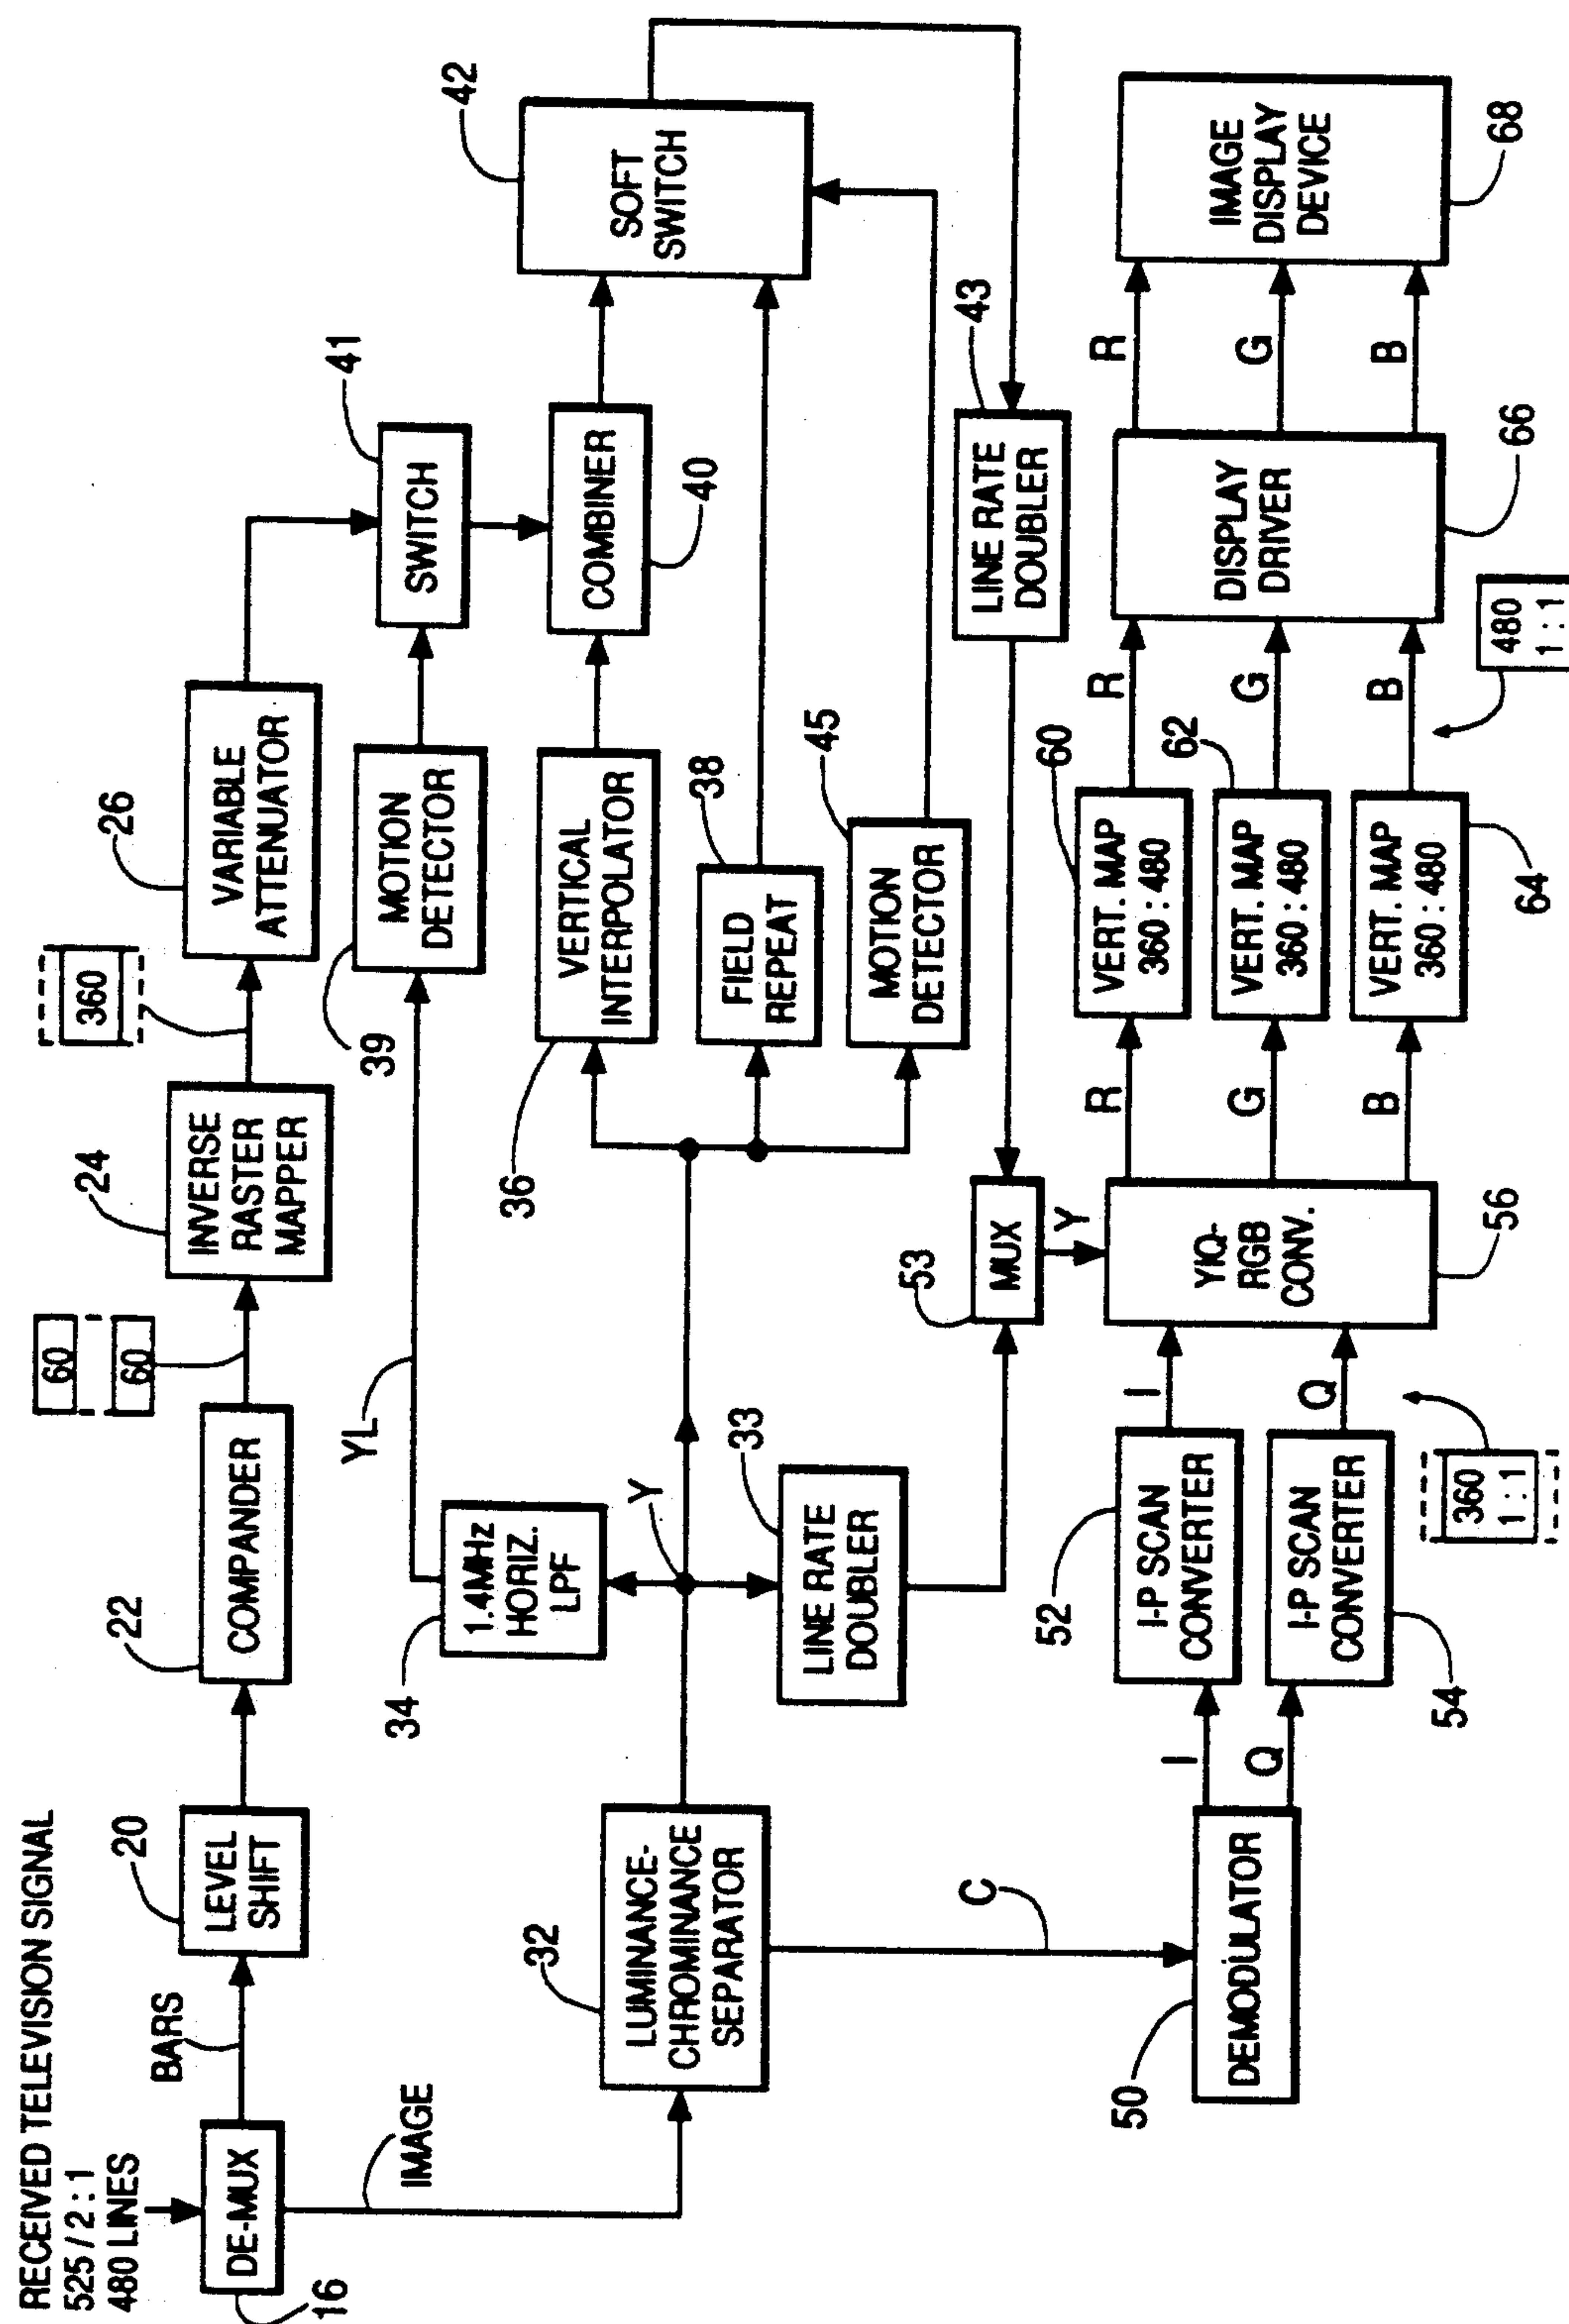 RECEIVED TELEVISION SIGNAL
525 / 2 : 1
480 LINES
DE-MUX
16
BARS
IMAGE
LEVEL
SHIFT
20
COMPANDER
22
60
60
INVERSE
RASTER
MAPPER
24
360
VARIABLE
ATTENUATOR
26
1.4MHz
HORIZ.
LPF
34
YL
MOTION
DETECTOR
39
SWITCH
41
LUMINANCE-
CHROMINANCE
SEPARATOR
32
Y
LINE RATE
DOUBLER
33
VERTICAL
INTERPOLATOR
36
FIELD
REPEAT
38
MOTION
DETECTOR
45
COMBINER
40
SOFT
SWITCH
42
LINE RATE
DOUBLER
43
MUX
53
Y
C
DEMODULATOR
50
I
Q
I-P SCAN
CONVERTER
52
I-P SCAN
CONVERTER
54
I
Q
360
1 : 1
YIQ-
RGB
CONV.
56
R
G
B
VERT. MAP
360 : 480
60
VERT. MAP
360 : 480
62
VERT. MAP
360 : 480
64
R
G
B
480
1 : 1
DISPLAY
DRIVER
66
R
G
B
IMAGE
DISPLAY
DEVICE
68